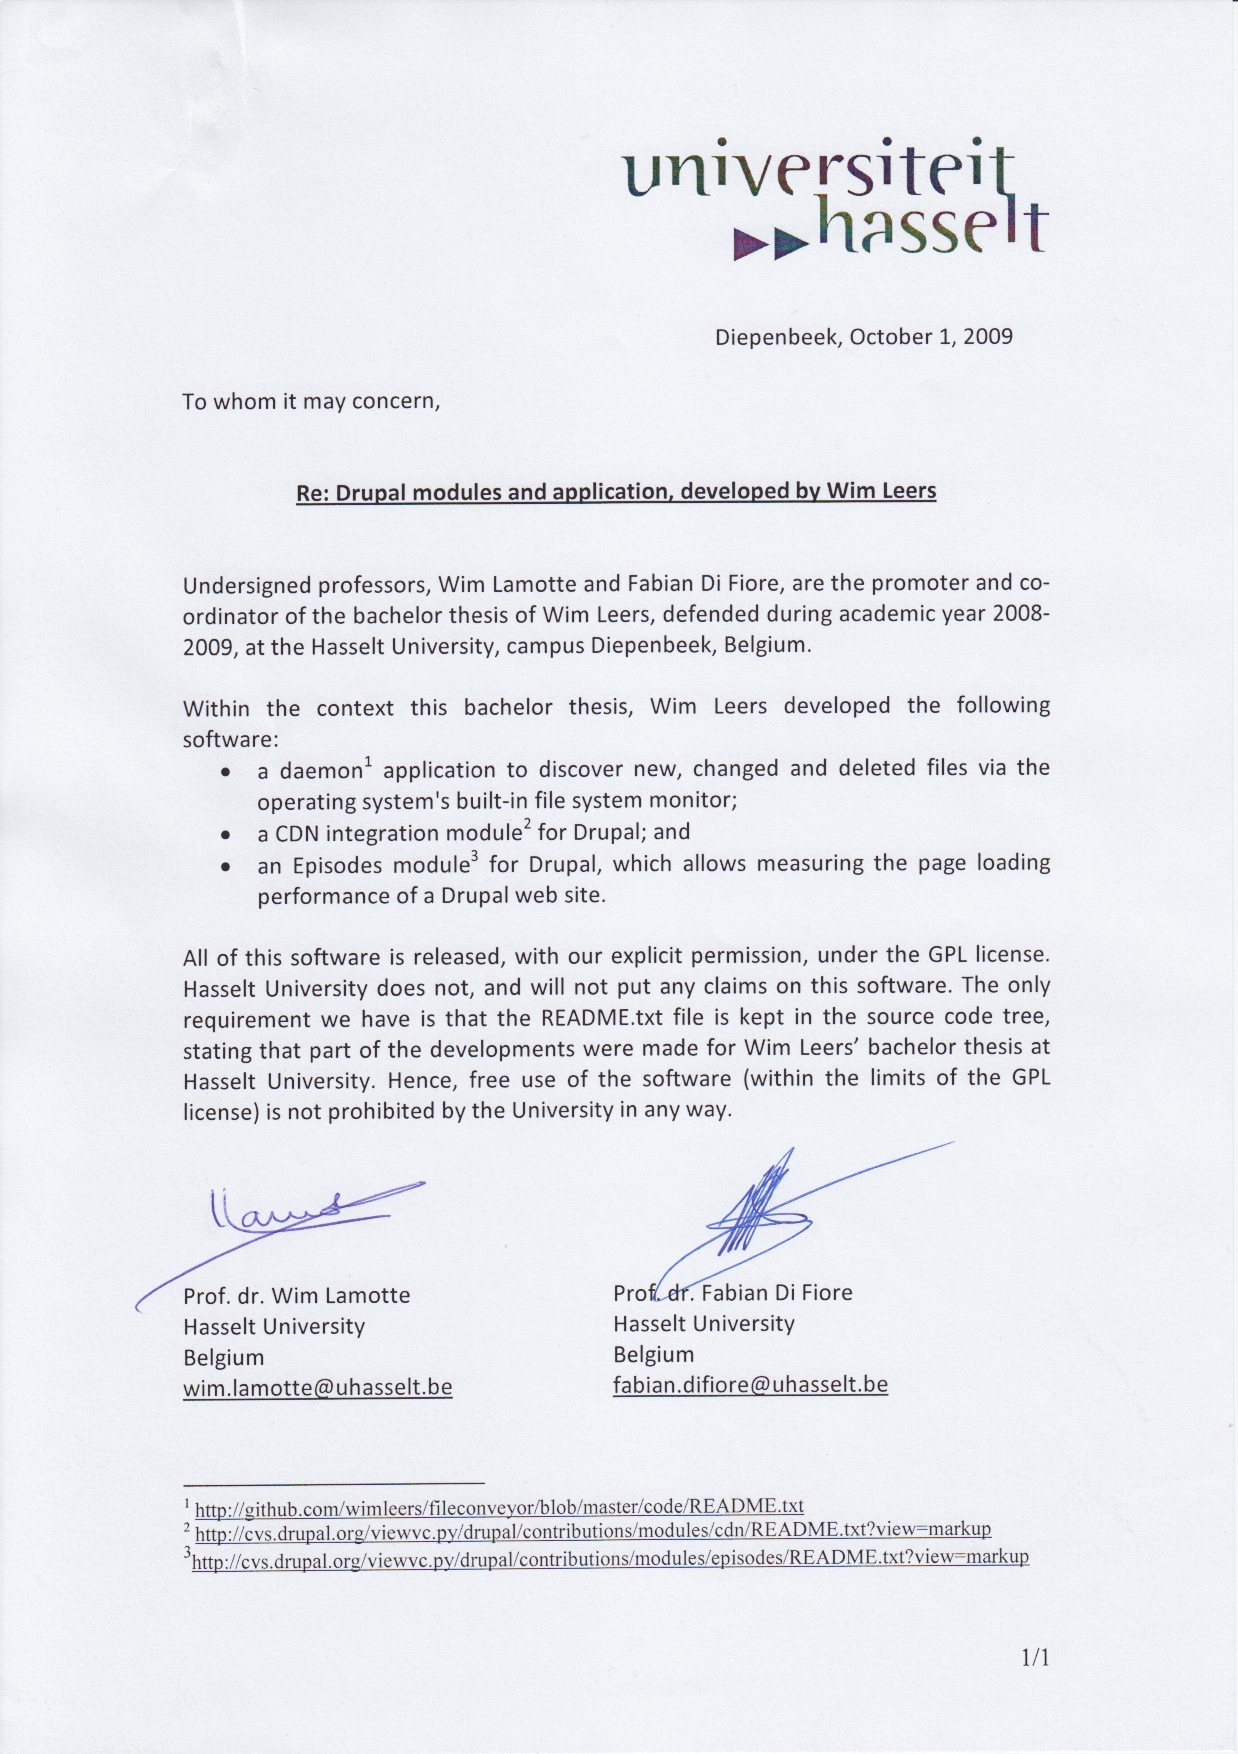 universiteit
hasselt
Diepenbeek, October 1, 2009
To whom it may concern,
Re: Drupal modules and application, developed by Wim Leers
Undersigned professors, Wim Lamotte and Fabian Di Fiore, are the promoter and co-
ordinator of the bachelor thesis of Wim Leers, defended during academic year 2008-
2009, at the Hasselt University, campus Diepenbeek, Belgium.
Within the context this bachelor thesis, Wim Leers developed the following
software:
• a daemon¹ application to discover new, changed and deleted files via the
operating system's built-in file system monitor;
• a CDN integration module² for Drupal; and
• an Episodes module³ for Drupal, which allows measuring the page loading
performance of a Drupal web site.
All of this software is released, with our explicit permission, under the GPL license.
Hasselt University does not, and will not put any claims on this software. The only
requirement we have is that the README.txt file is kept in the source code tree,
stating that part of the developments were made for Wim Leers’ bachelor thesis at
Hasselt University. Hence, free use of the software (within the limits of the GPL
license) is not prohibited by the University in any way.
Prof. dr. Wim Lamotte
Hasselt University
Belgium
wim.lamotte@uhasselt.be
Prof. dr. Fabian Di Fiore
Hasselt University
Belgium
fabian.difiore@uhasselt.be
¹ http://github.com/wimleers/fileconveyor/blob/master/code/README.txt
² http://cvs.drupal.org/viewvc.py/drupal/contributions/modules/cdn/README.txt?view=markup
³http://cvs.drupal.org/viewvc.py/drupal/contributions/modules/episodes/README.txt?view=markup
1/1